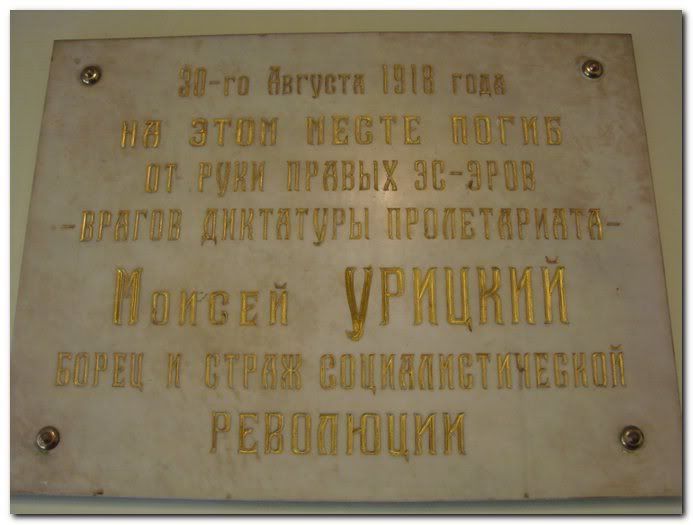 30-го Августа 1918 года
НА ЭТОМ МЕСТЕ ПОГИБ
ОТ РУКИ ПРАВЫХ ЭС-ЭРОВ
-ВРАГОВ ДИКТАТУРЫ ПРОЛЕТАРИАТА-
Моисей УРИЦКИЙ
БОРЕЦ И СТРАЖ СОЦИАЛИСТИЧЕСКОЙ
РЕВОЛЮЦИИ